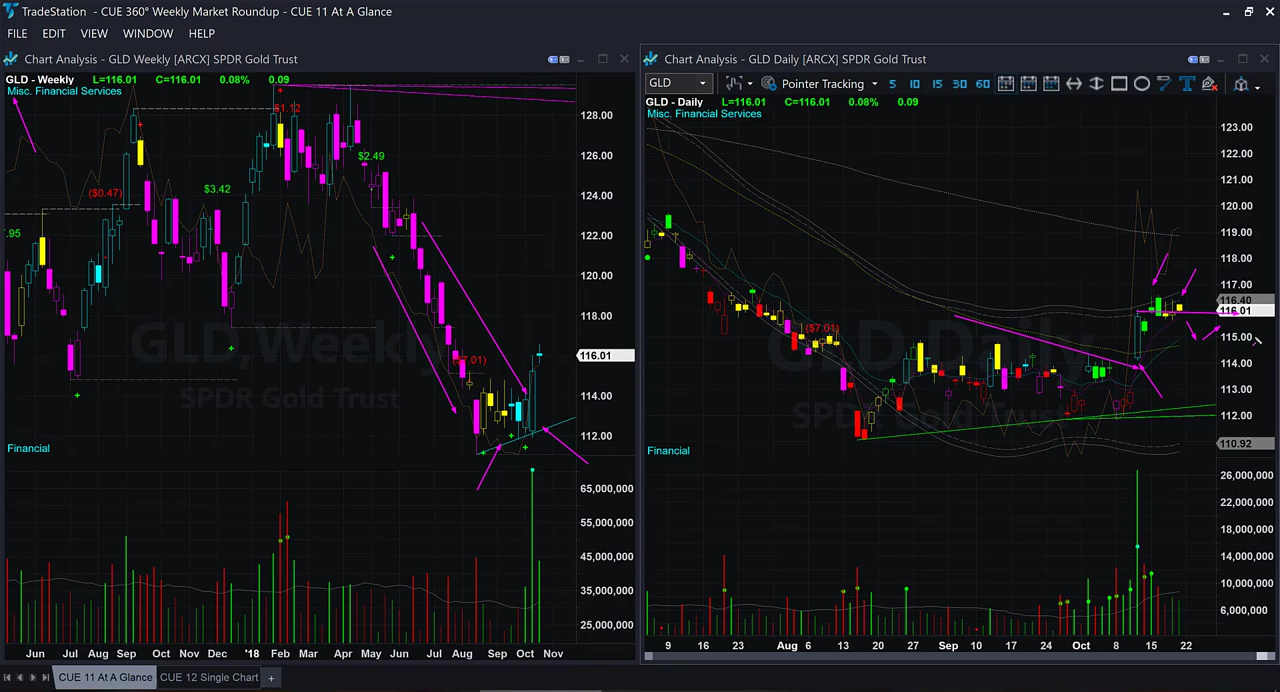 TradeStation - CUE 360° Weekly Market Roundup - CUE 11 At A Glance
FILE EDIT VIEW WINDOW HELP
Chart Analysis - GLD Weekly [ARCX] SPDR Gold Trust
GLD - Weekly L=116.01 C=116.01 0.08% 0.09
Misc. Financial Services
$1.12
$2.49
($0.47)
$3.42
.95
($7.01)
GLD,Weekly
SPDR Gold Trust
Financial
128.00
126.00
124.00
122.00
120.00
118.00
116.01
114.00
112.00
65,000,000
55,000,000
45,000,000
35,000,000
25,000,000
Jun Jul Aug Sep Oct Nov Dec '18 Feb Mar Apr May Jun Jul Aug Sep Oct Nov
Chart Analysis - GLD Daily [ARCX] SPDR Gold Trust
GLD Pointer Tracking 5 10 15 30 60
GLD - Daily L=116.01 C=116.01 0.08% 0.09
Misc. Financial Services
($7.01)
GLD,Daily
SPDR Gold Trust
Financial
123.00
122.00
121.00
120.00
119.00
118.00
117.00
116.40
116.01
115.00
114.00
113.00
112.00
110.92
26,000,000
22,000,000
18,000,000
14,000,000
10,000,000
6,000,000
9 16 23 Aug 6 13 20 27 Sep 10 17 24 Oct 8 15 22
CUE 11 At A Glance CUE 12 Single Chart +